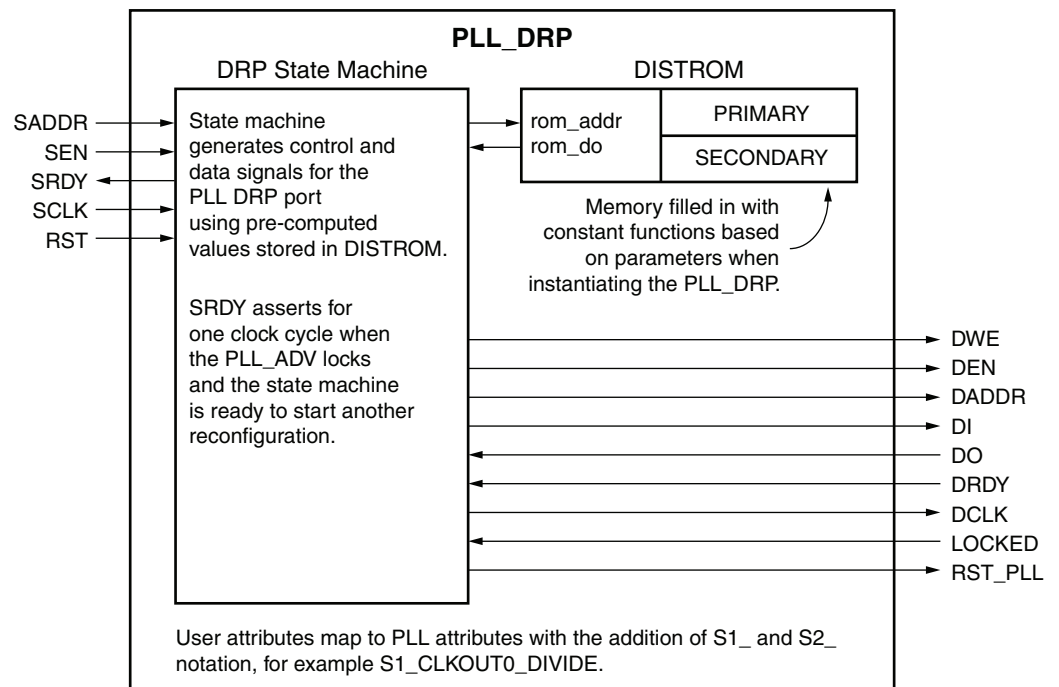 PLL_DRP
DRP State Machine
DISTROM
SADDR
SEN
SRDY
SCLK
RST
State machine
generates control and
data signals for the
PLL DRP port
using pre-computed
values stored in DISTROM.
SRDY asserts for
one clock cycle when
the PLL_ADV locks
and the state machine
is ready to start another
reconfiguration.
rom_addr
rom_do
PRIMARY
SECONDARY
Memory filled in with
constant functions based
on parameters when
instantiating the PLL_DRP.
DWE
DEN
DADDR
DI
DO
DRDY
DCLK
LOCKED
RST_PLL
User attributes map to PLL attributes with the addition of S1_ and S2_
notation, for example S1_CLKOUT0_DIVIDE.